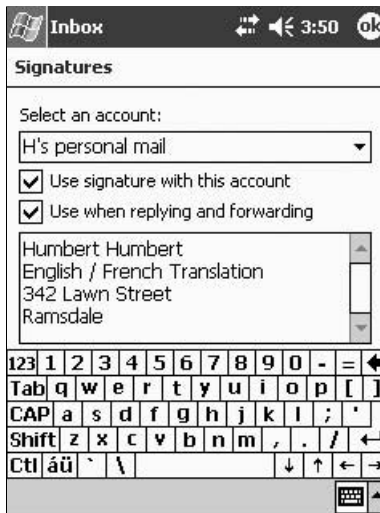 Inbox 3:50 ok
Signatures
Select an account:
H's personal mail
Use signature with this account
Use when replying and forwarding
Humbert Humbert
English / French Translation
342 Lawn Street
Ramsdale
123 1 2 3 4 5 6 7 8 9 0 - =
Tab q w e r t y u i o p [ ]
CAP a s d f g h j k l ; '
Shift z x c v b n m , . /
Ctl áü ` \